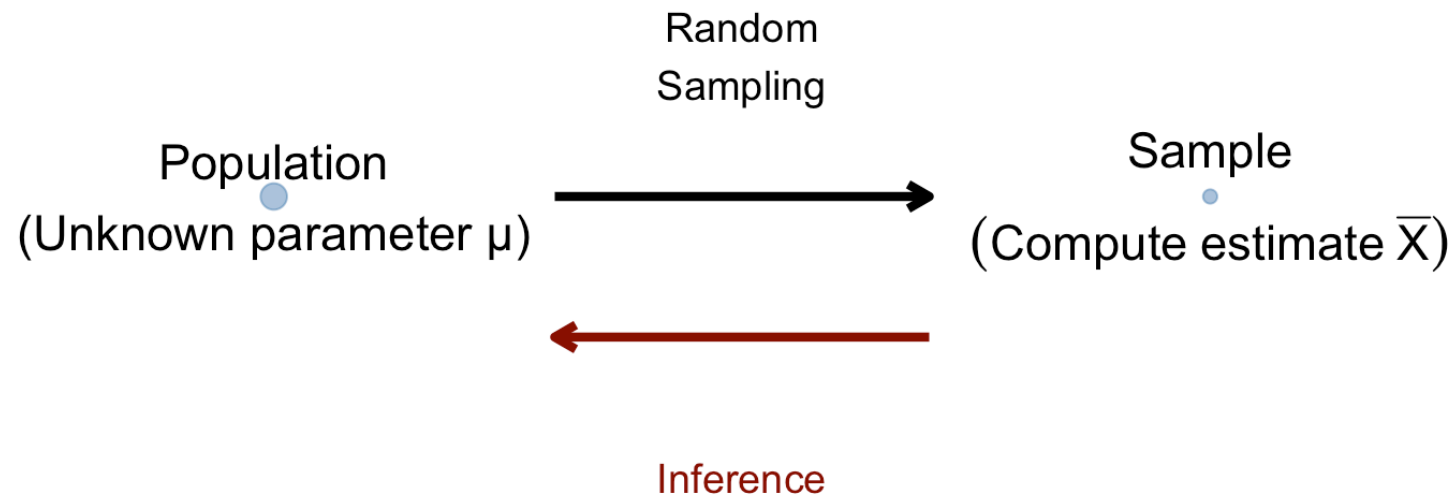 Random
Sampling
Population
(Unknown parameter μ)
Sample
(Compute estimate X̅)
Inference